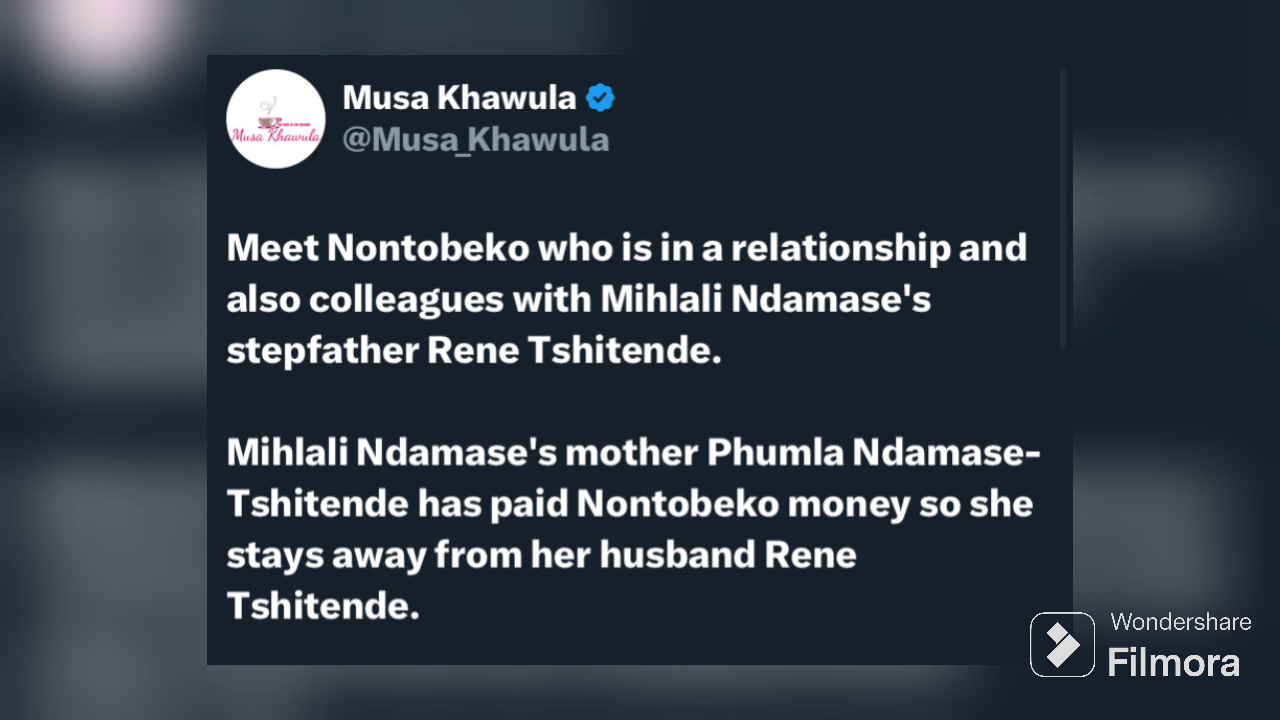 Musa Khawula
@Musa_Khawula
Musa Khawula
Meet Nontobeko who is in a relationship and
also colleagues with Mihlali Ndamase's
stepfather Rene Tshitende.
Mihlali Ndamase's mother Phumla Ndamase-
Tshitende has paid Nontobeko money so she
stays away from her husband Rene
Tshitende.
Wondershare
Filmora